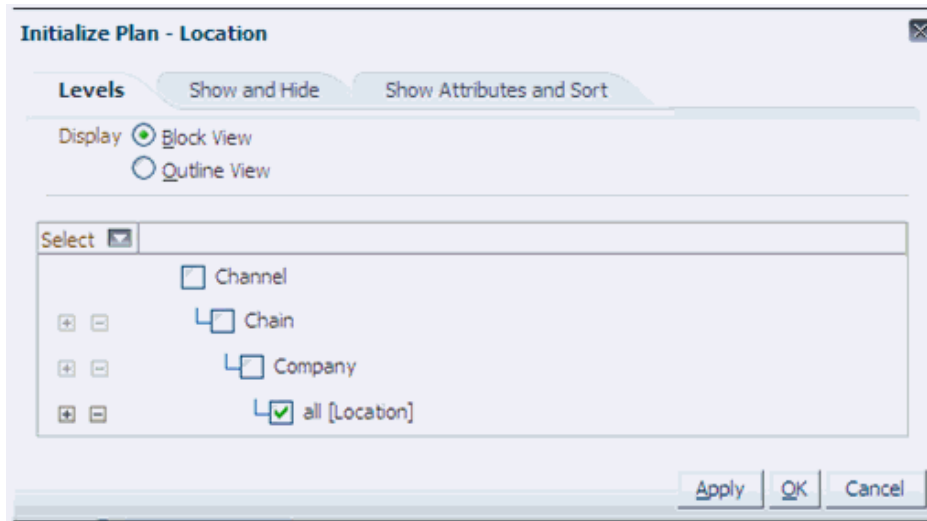 Initialize Plan - Location
Levels Show and Hide Show Attributes and Sort
Display Block View
Outline View
Select
Channel
Chain
Company
all [Location]
Apply OK Cancel